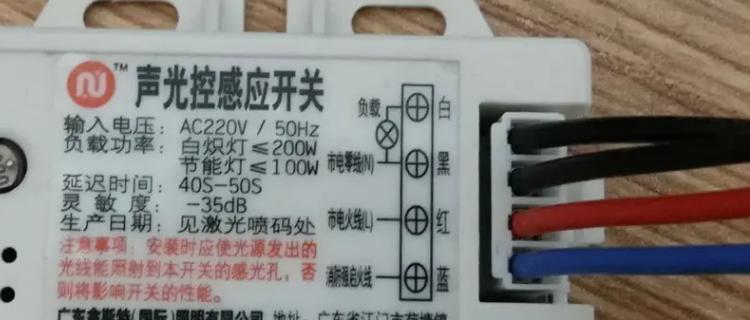 N™ 声光控感应开关
输入电压： AC220V / 50Hz
负载功率： 白炽灯≤200W
节能灯≤100W
延迟时间： 40S-50S
灵 敏 度： -35dB
生产日期：见激光喷码处
注意事项：安装时应使光源发出的
光线能照射到本开关的感光孔，否
则将影响开关的性能。
负载 白
市电零线(N) 黑
市电火线(L) 红
消防强启火线 蓝